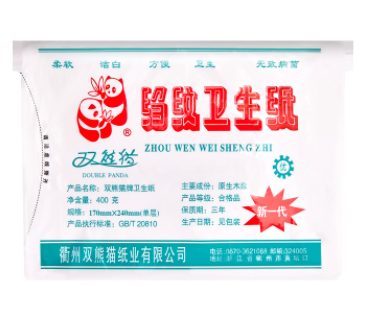 柔软 洁白 方便 卫生 无致病菌
绉纹卫生纸
®
双熊猫
ZHOU WEN WEI SHENG ZHI
DOUBLE PANDA
优
产品名称：双熊猫牌卫生纸
净含量：400 克
规格：170mm×240mm(单层)
产品执行标准：GB/T 20810
主要成份：原生木浆
产品等级：合格品
保质期：三年
生产日期：见包装
新一代
衢州双熊猫纸业有限公司
电话：0570-3621088 邮编：324005